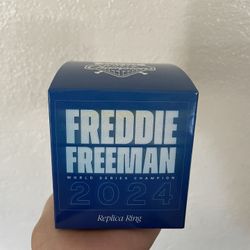 FREDDIE
FREEMAN
WORLD SERIES CHAMPION
2024
Replica Ring